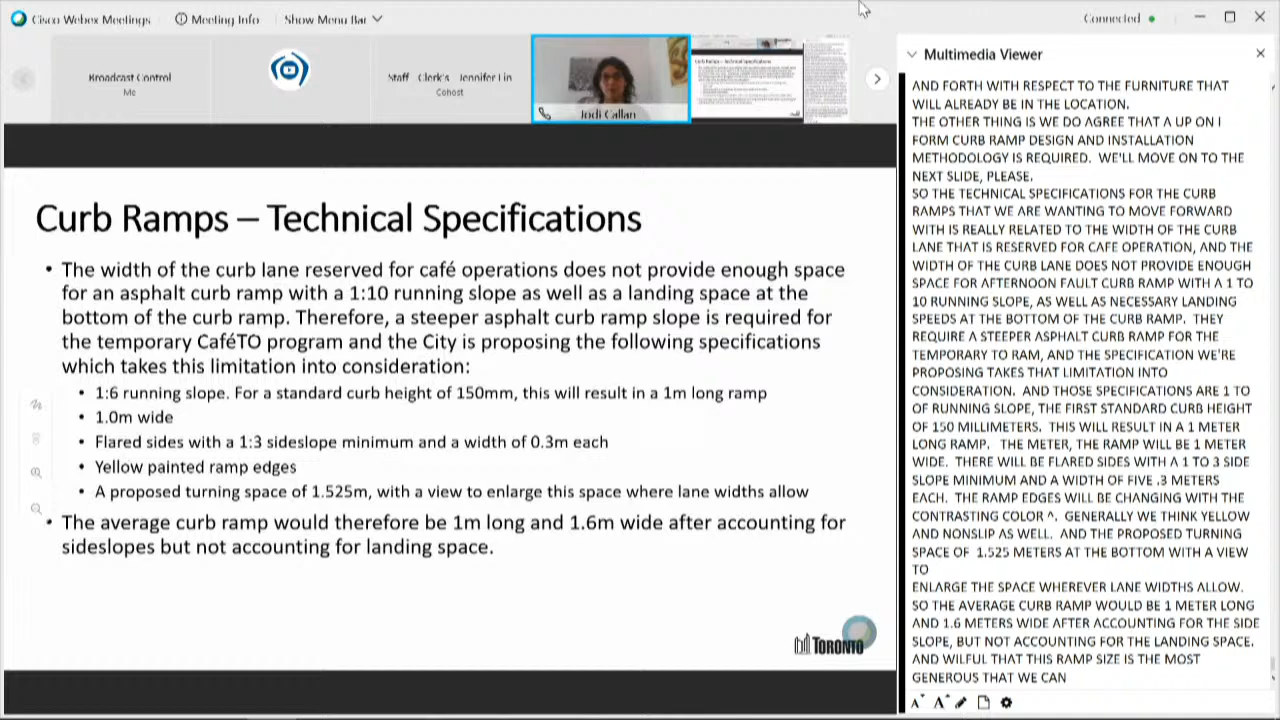 Cisco Webex Meetings
Meeting Info
Show Menu Bar
Connected
Control
Staff Clerk's Jennifer Lin
Cohost
Jodi Callan
Curb Ramps – Technical Specifications
• The width of the curb lane reserved for café operations does not provide enough space
for an asphalt curb ramp with a 1:10 running slope as well as a landing space at the
bottom of the curb ramp. Therefore, a steeper asphalt curb ramp slope is required for
the temporary CaféTO program and the City is proposing the following specifications
which takes this limitation into consideration:
• 1:6 running slope. For a standard curb height of 150mm, this will result in a 1m long ramp
• 1.0m wide
• Flared sides with a 1:3 sideslope minimum and a width of 0.3m each
• Yellow painted ramp edges
• A proposed turning space of 1.525m, with a view to enlarge this space where lane widths allow
• The average curb ramp would therefore be 1m long and 1.6m wide after accounting for
sideslopes but not accounting for landing space.
TORONTO
Multimedia Viewer
AND FORTH WITH RESPECT TO THE FURNITURE THAT
WILL ALREADY BE IN THE LOCATION.
THE OTHER THING IS WE DO AGREE THAT A UP ON I
FORM CURB RAMP DESIGN AND INSTALLATION
METHODOLOGY IS REQUIRED. WE'LL MOVE ON TO THE
NEXT SLIDE, PLEASE.
SO THE TECHNICAL SPECIFICATIONS FOR THE CURB
RAMPS THAT WE ARE WANTING TO MOVE FORWARD
WITH IS REALLY RELATED TO THE WIDTH OF THE CURB
LANE THAT IS RESERVED FOR CAFE OPERATION, AND THE
WIDTH OF THE CURB LANE DOES NOT PROVIDE ENOUGH
SPACE FOR AFTERNOON FAULT CURB RAMP WITH A 1 TO
10 RUNNING SLOPE, AS WELL AS NECESSARY LANDING
SPEEDS AT THE BOTTOM OF THE CURB RAMP. THEY
REQUIRE A STEEPER ASPHALT CURB RAMP FOR THE
TEMPORARY TO RAM, AND THE SPECIFICATION WE'RE
PROPOSING TAKES THAT LIMITATION INTO
CONSIDERATION. AND THOSE SPECIFICATIONS ARE 1 TO
OF RUNNING SLOPE, THE FIRST STANDARD CURB HEIGHT
OF 150 MILLIMETERS. THIS WILL RESULT IN A 1 METER
LONG RAMP. THE METER, THE RAMP WILL BE 1 METER
WIDE. THERE WILL BE FLARED SIDES WITH A 1 TO 3 SIDE
SLOPE MINIMUM AND A WIDTH OF FIVE .3 METERS
EACH. THE RAMP EDGES WILL BE CHANGING WITH THE
CONTRASTING COLOR ^. GENERALLY WE THINK YELLOW
AND NONSLIP AS WELL. AND THE PROPOSED TURNING
SPACE OF 1.525 METERS AT THE BOTTOM WITH A VIEW
TO
ENLARGE THE SPACE WHEREVER LANE WIDTHS ALLOW.
SO THE AVERAGE CURB RAMP WOULD BE 1 METER LONG
AND 1.6 METERS WIDE AFTER ACCOUNTING FOR THE SIDE
SLOPE, BUT NOT ACCOUNTING FOR THE LANDING SPACE.
AND WILFUL THAT THIS RAMP SIZE IS THE MOST
GENEROUS THAT WE CAN